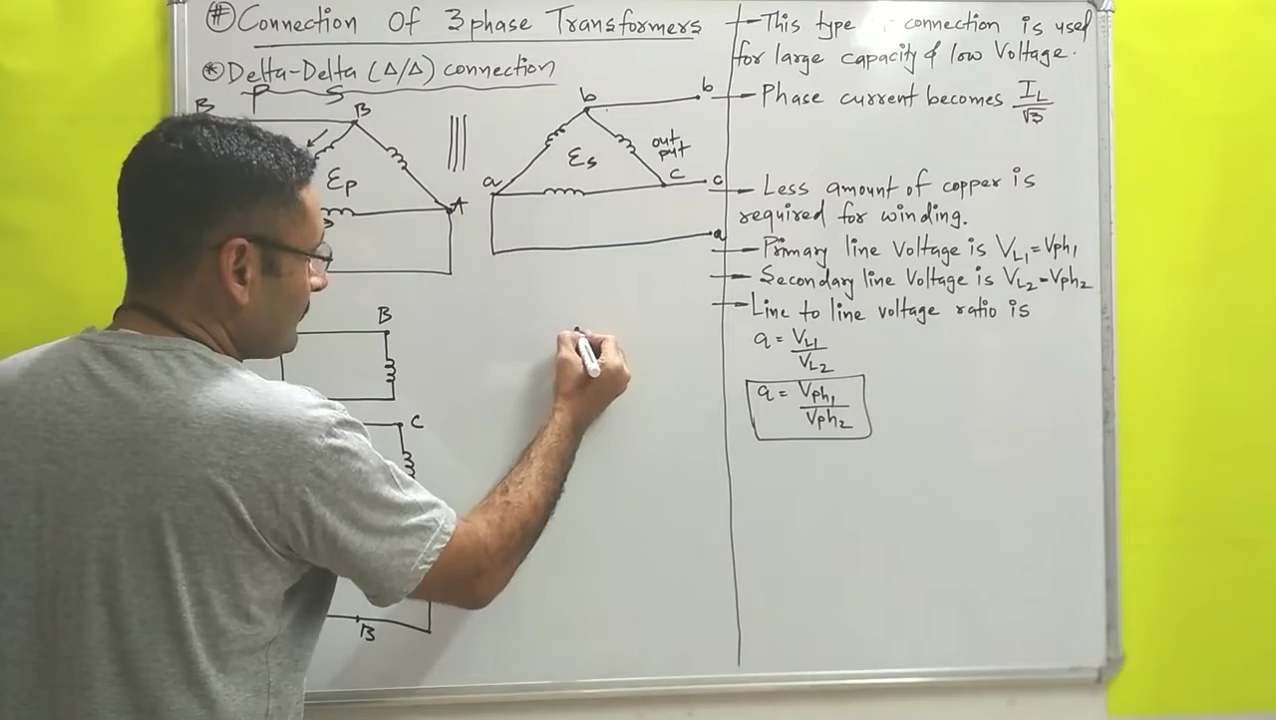 # Connection Of 3 phase Transformers
* Delta-Delta (Δ/Δ) connection
P S
B B
Ep
A
b b
Es
out
put
a c c
a
B
C
B
→ This type connection is used
for large capacity & low Voltage.
→ Phase current becomes IL/√3
→ Less amount of copper is
required for winding.
→ Primary line Voltage is VL1 = Vph1
→ Secondary line Voltage is VL2 = Vph2
→ Line to line voltage ratio is
a = VL1/VL2
a = Vph1/Vph2